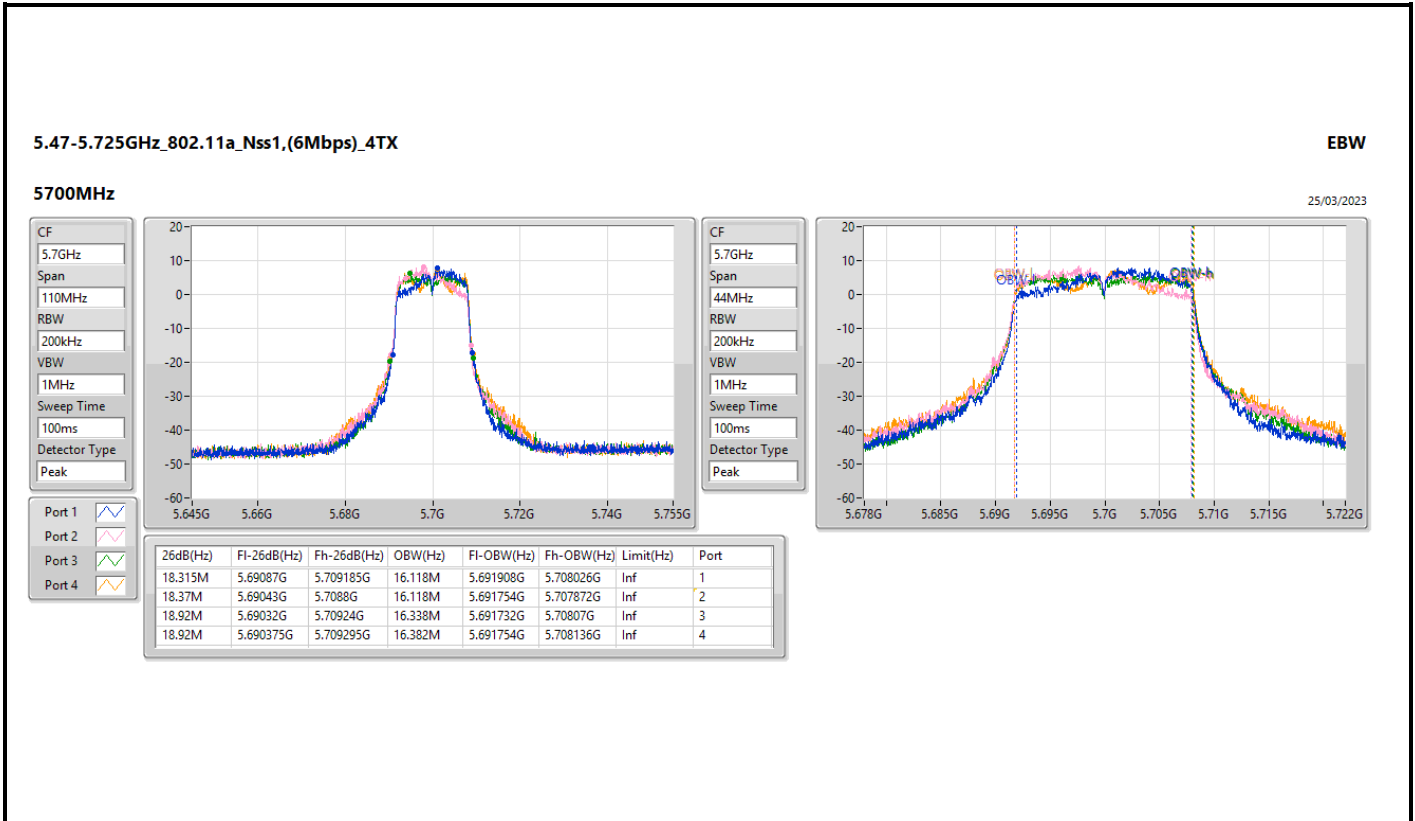 5.47-5.725GHz_802.11a_Nss1,(6Mbps)_4TX
EBW
5700MHz
25/03/2023
CF
5.7GHz
Span
110MHz
RBW
200kHz
VBW
1MHz
Sweep Time
100ms
Detector Type
Peak
Port 1
Port 2
Port 3
Port 4
20
10
0
-10
-20
-30
-40
-50
-60
5.645G 5.66G 5.68G 5.7G 5.72G 5.74G 5.755G
CF
5.7GHz
Span
44MHz
RBW
200kHz
VBW
1MHz
Sweep Time
100ms
Detector Type
Peak
20
10
0
-10
-20
-30
-40
-50
-60
OBW-h
5.678G 5.685G 5.69G 5.695G 5.7G 5.705G 5.71G 5.715G 5.722G
26dB(Hz) Fl-26dB(Hz) Fh-26dB(Hz) OBW(Hz) Fl-OBW(Hz) Fh-OBW(Hz) Limit(Hz) Port
18.315M 5.69087G 5.709185G 16.118M 5.691908G 5.708026G Inf 1
18.37M 5.69043G 5.7088G 16.118M 5.691754G 5.707872G Inf 2
18.92M 5.69032G 5.70924G 16.338M 5.691732G 5.70807G Inf 3
18.92M 5.690375G 5.709295G 16.382M 5.691754G 5.708136G Inf 4